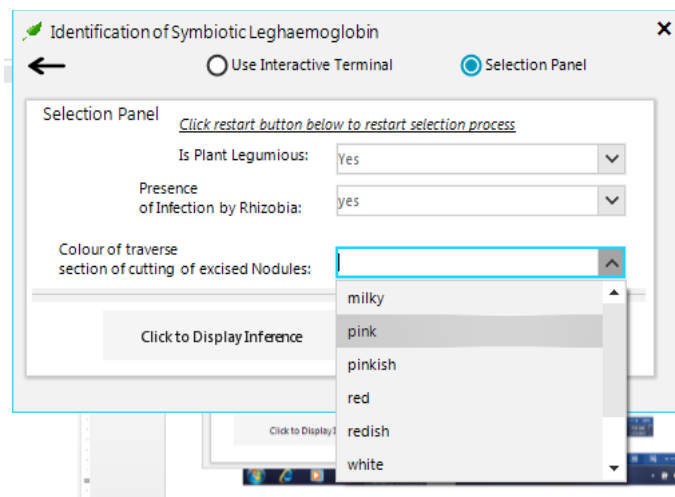 Identification of Symbiotic Leghaemoglobin
Use Interactive Terminal
Selection Panel
Selection Panel
Click restart button below to restart selection process
Is Plant Legumious:
Yes
Presence
of Infection by Rhizobia:
yes
Colour of traverse
section of cutting of excised Nodules:
milky
pink
pinkish
red
redish
white
Click to Display Inference
Click to Display